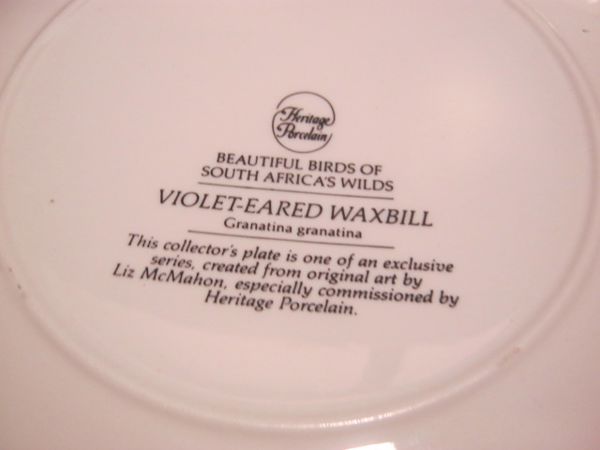 Heritage
Porcelain
BEAUTIFUL BIRDS OF
SOUTH AFRICA'S WILDS
VIOLET-EARED WAXBILL
Granatina granatina
This collector's plate is one of an exclusive
series, created from original art by
Liz McMahon, especially commissioned by
Heritage Porcelain.